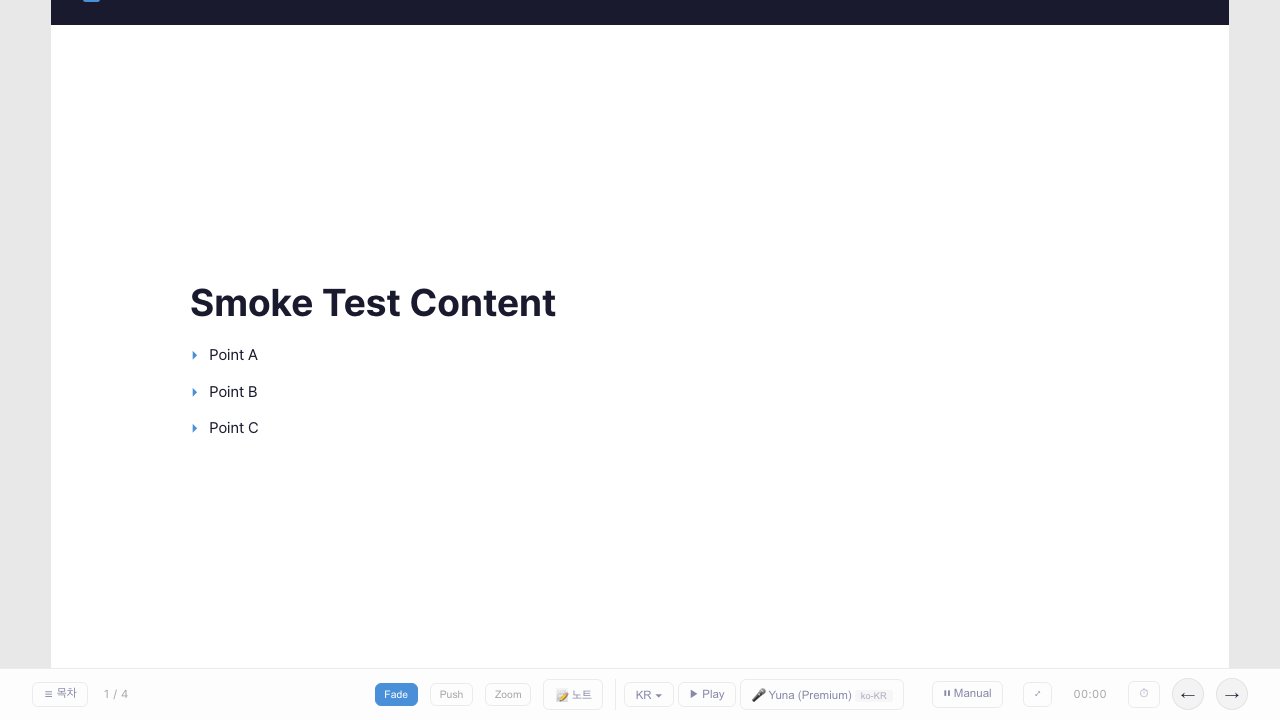 Smoke Test Content
Point A
Point B
Point C
≡ 목차 1 / 4 Fade Push Zoom 📝 노트 KR ▾ ▶ Play 🎤 Yuna (Premium) ko-KR ⏸ Manual ⤢ 00:00 ⏱ ← →